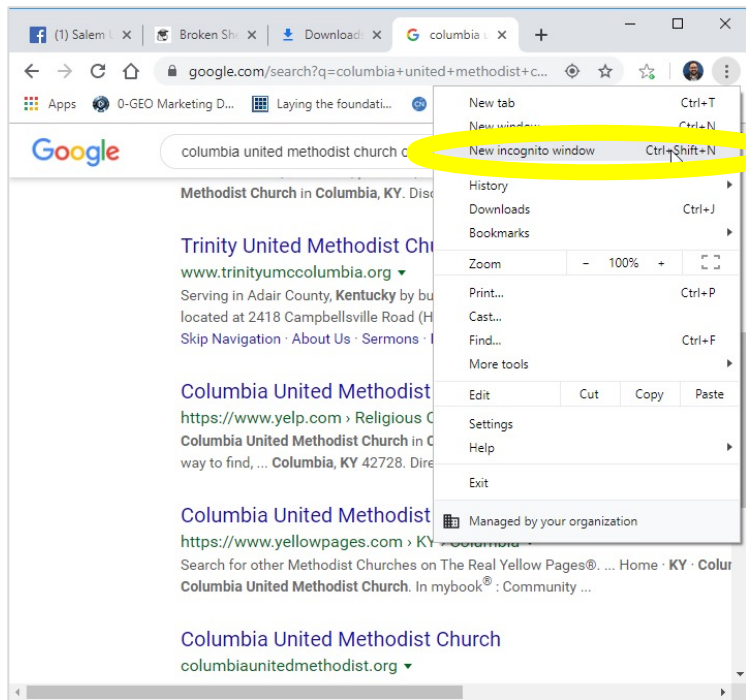 (1) Salem
Broken Sh
Download
columbia u
google.com/search?q=columbia+united+methodist+c...
Apps
0-GEO Marketing D...
Laying the foundati...
Google
columbia united methodist church c
New tab Ctrl+T
New window Ctrl+N
New incognito window Ctrl+Shift+N
History
Downloads Ctrl+J
Bookmarks
Zoom - 100% +
Print... Ctrl+P
Cast...
Find... Ctrl+F
More tools
Edit Cut Copy Paste
Settings
Help
Exit
Managed by your organization
Methodist Church in Columbia, KY. Disc
Trinity United Methodist Chu
www.trinityumccolumbia.org
Serving in Adair County, Kentucky by bu
located at 2418 Campbellsville Road (H
Skip Navigation · About Us · Sermons ·
Columbia United Methodist
https://www.yelp.com › Religious
Columbia United Methodist Church in
way to find, ... Columbia, KY 42728. Dire
Columbia United Methodist
https://www.yellowpages.com › KY › Columbia
Search for other Methodist Churches on The Real Yellow Pages®. ... Home · KY · Colum
Columbia United Methodist Church. In mybook® : Community ...
Columbia United Methodist Church
columbiaunitedmethodist.org